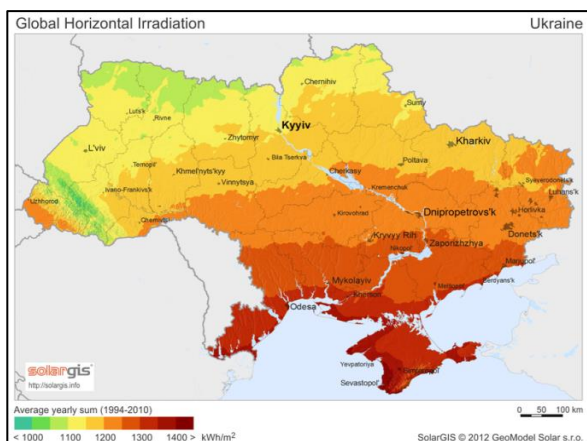 Global Horizontal Irradiation
Ukraine
Chernihiv
Luts'k
Rivne
Sumy
Kyyiv
Zhytomyr
L'viv
Kharkiv
Bila Tserkva
Poltava
Ternopil'
Khmel'nyts'kyy
Cherkasy
Syeverodonets'k
Ivano-Frankivs'k
Vinnytsya
Kremenchuk
Luhans'k
Uzhhorod
Chernivtsi
Kirovohrad
Dnipropetrovs'k
Horlivka
Donets'k
Kryvyy Rih
Zaporizhzhya
Nikopol'
Mariupol'
Mykolayiv
Melitopol'
Berdyans'k
Kherson
Odesa
Yevpatoriya
Simferopol'
Sevastopol'
solargis
http://solargis.info
Average yearly sum (1994-2010)
0 50 100 km
< 1000 1100 1200 1300 1400 > kWh/m²
SolarGIS © 2012 GeoModel Solar s.r.o.